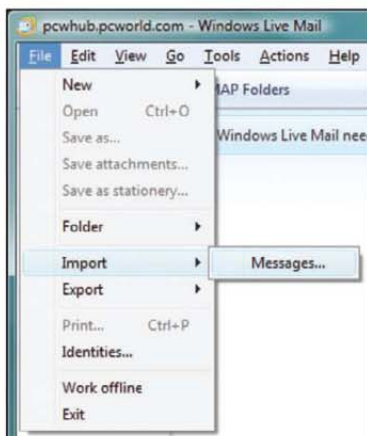 pcwhub.pcworld.com - Windows Live Mail
File Edit View Go Tools Actions Help
New
MAP Folders
Open Ctrl+O
Save as...
Windows Live Mail nee
Save attachments...
Save as stationery...
Folder
Import
Messages...
Export
Print... Ctrl+P
Identities...
Work offline
Exit